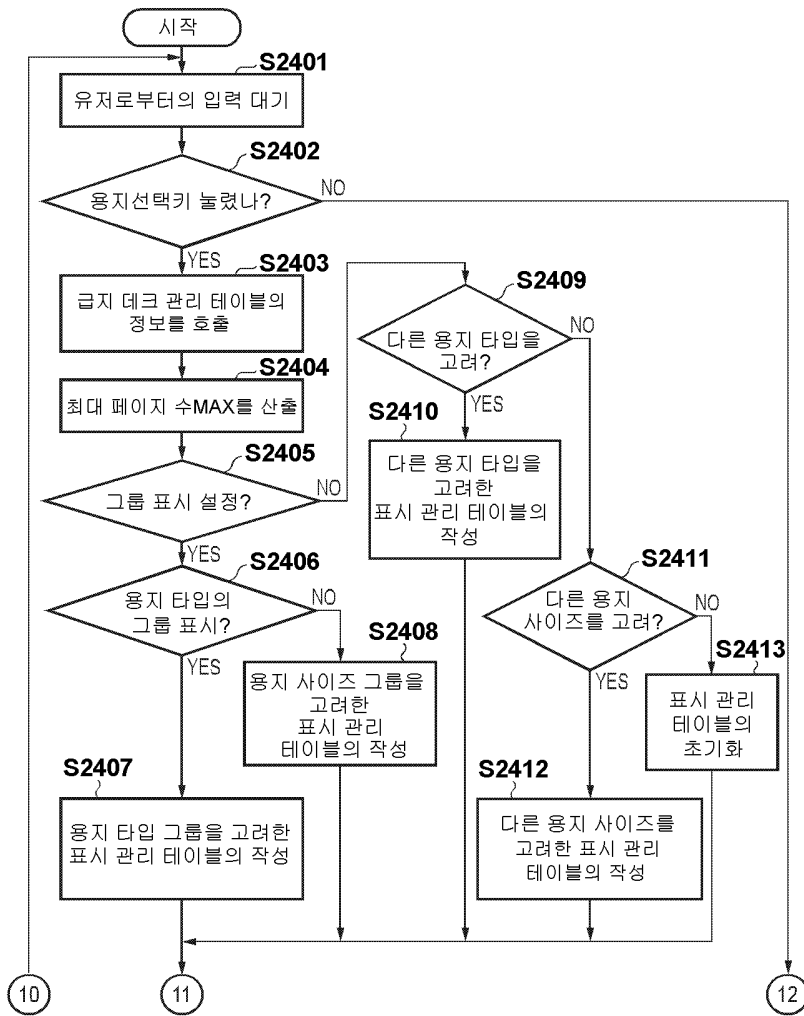 시작
S2401
유저로부터의 입력 대기
S2402
용지선택키 눌렸나?
NO
YES
S2403
급지 데크 관리 테이블의
정보를 호출
S2404
최대 페이지 수MAX를 산출
S2405
그룹 표시 설정?
NO
YES
S2406
용지 타입의
그룹 표시?
NO
YES
S2407
용지 타입 그룹을 고려한
표시 관리 테이블의 작성
S2408
용지 사이즈 그룹을
고려한
표시 관리
테이블의 작성
S2409
다른 용지 타입을
고려?
NO
YES
S2410
다른 용지 타입을
고려한
표시 관리 테이블의
작성
S2411
다른 용지
사이즈를 고려?
NO
YES
S2412
다른 용지 사이즈를
고려한 표시 관리
테이블의 작성
S2413
표시 관리
테이블의
초기화
10
11
12